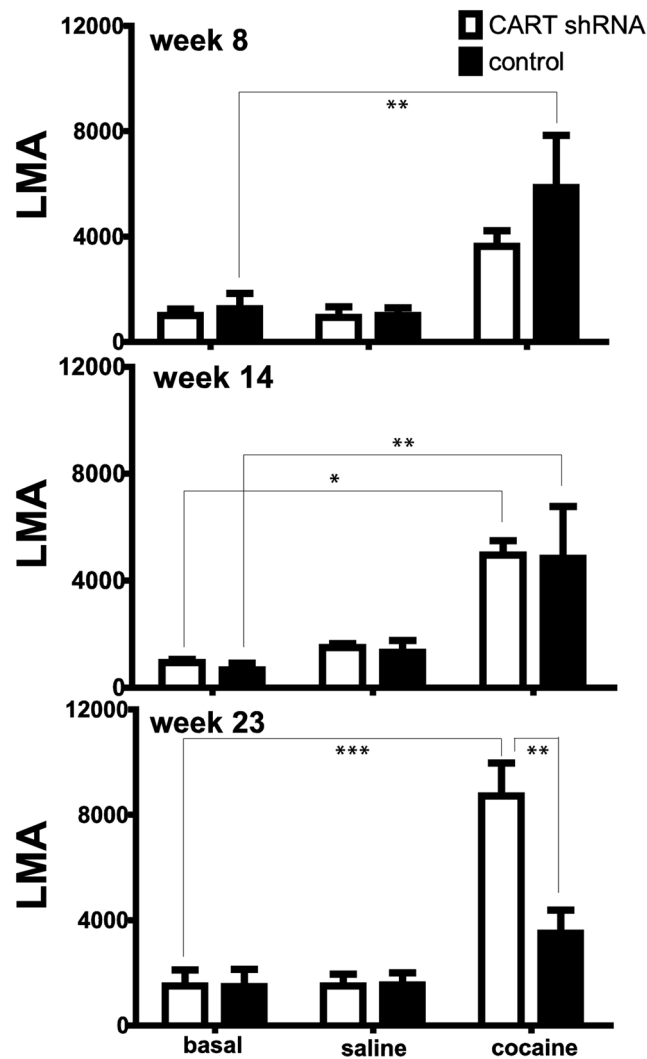 CART shRNA
control
week 8
12000
8000
4000
0
LMA
**
week 14
12000
8000
4000
0
LMA
**
*
week 23
12000
8000
4000
0
LMA
***
**
basal saline cocaine